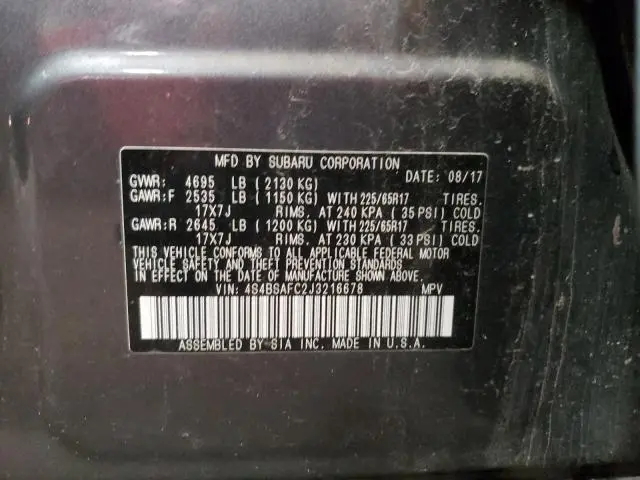 MFD BY SUBARU CORPORATION DATE: 08/17
GVWR: 4695 LB ( 2130 KG)
GAWR:F 2535 LB ( 1150 KG) WITH 225/65R17 TIRES.
17X7J RIMS. AT 240 KPA ( 35 PSI) COLD
GAWR:R 2645 LB ( 1200 KG) WITH 225/65R17 TIRES.
17X7J RIMS. AT 230 KPA ( 33 PSI) COLD
THIS VEHICLE CONFORMS TO ALL APPLICABLE FEDERAL MOTOR
VEHICLE SAFETY AND THEFT PREVENTION STANDARDS IN EFFECT
ON THE DATE OF MANUFACTURE SHOWN ABOVE.
VIN: 4S4BSAFC2J3216678 MPV
ASSEMBLED BY SIA INC. MADE IN U.S.A.